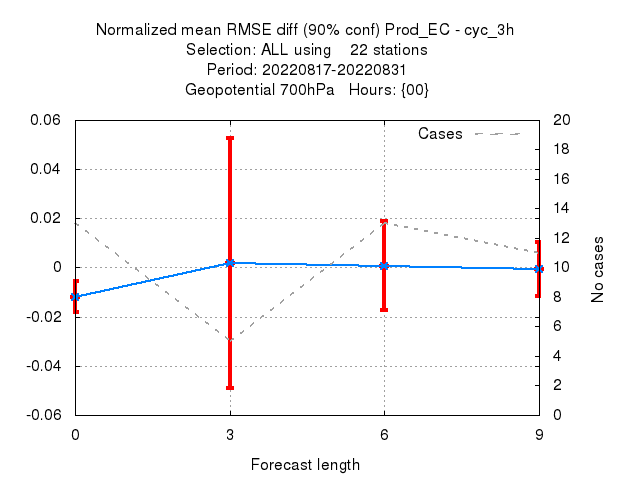 Normalized mean RMSE diff (90% conf) Prod_EC - cyc_3h
Selection: ALL using 22 stations
Period: 20220817-20220831
Geopotential 700hPa Hours: {00}
Cases
0.06
0.04
0.02
0
-0.02
-0.04
-0.06
20
18
16
14
12
10
8
6
4
2
0
No cases
0 3 6 9
Forecast length